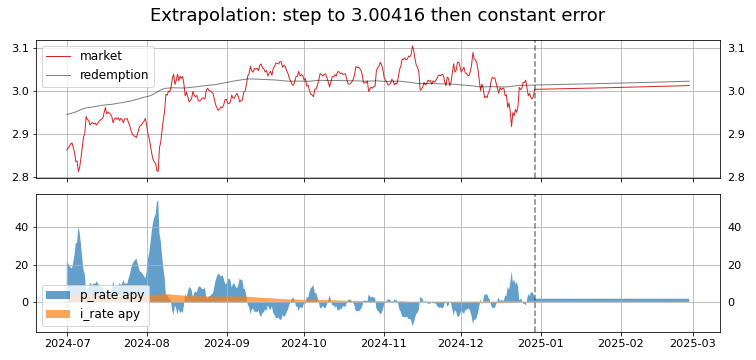 Extrapolation: step to 3.00416 then constant error
3.1
3.0
2.9
2.8
market
redemption
3.1
3.0
2.9
2.8
40
20
0
p_rate apy
i_rate apy
40
20
0
2024-07 2024-08 2024-09 2024-10 2024-11 2024-12 2025-01 2025-02 2025-03